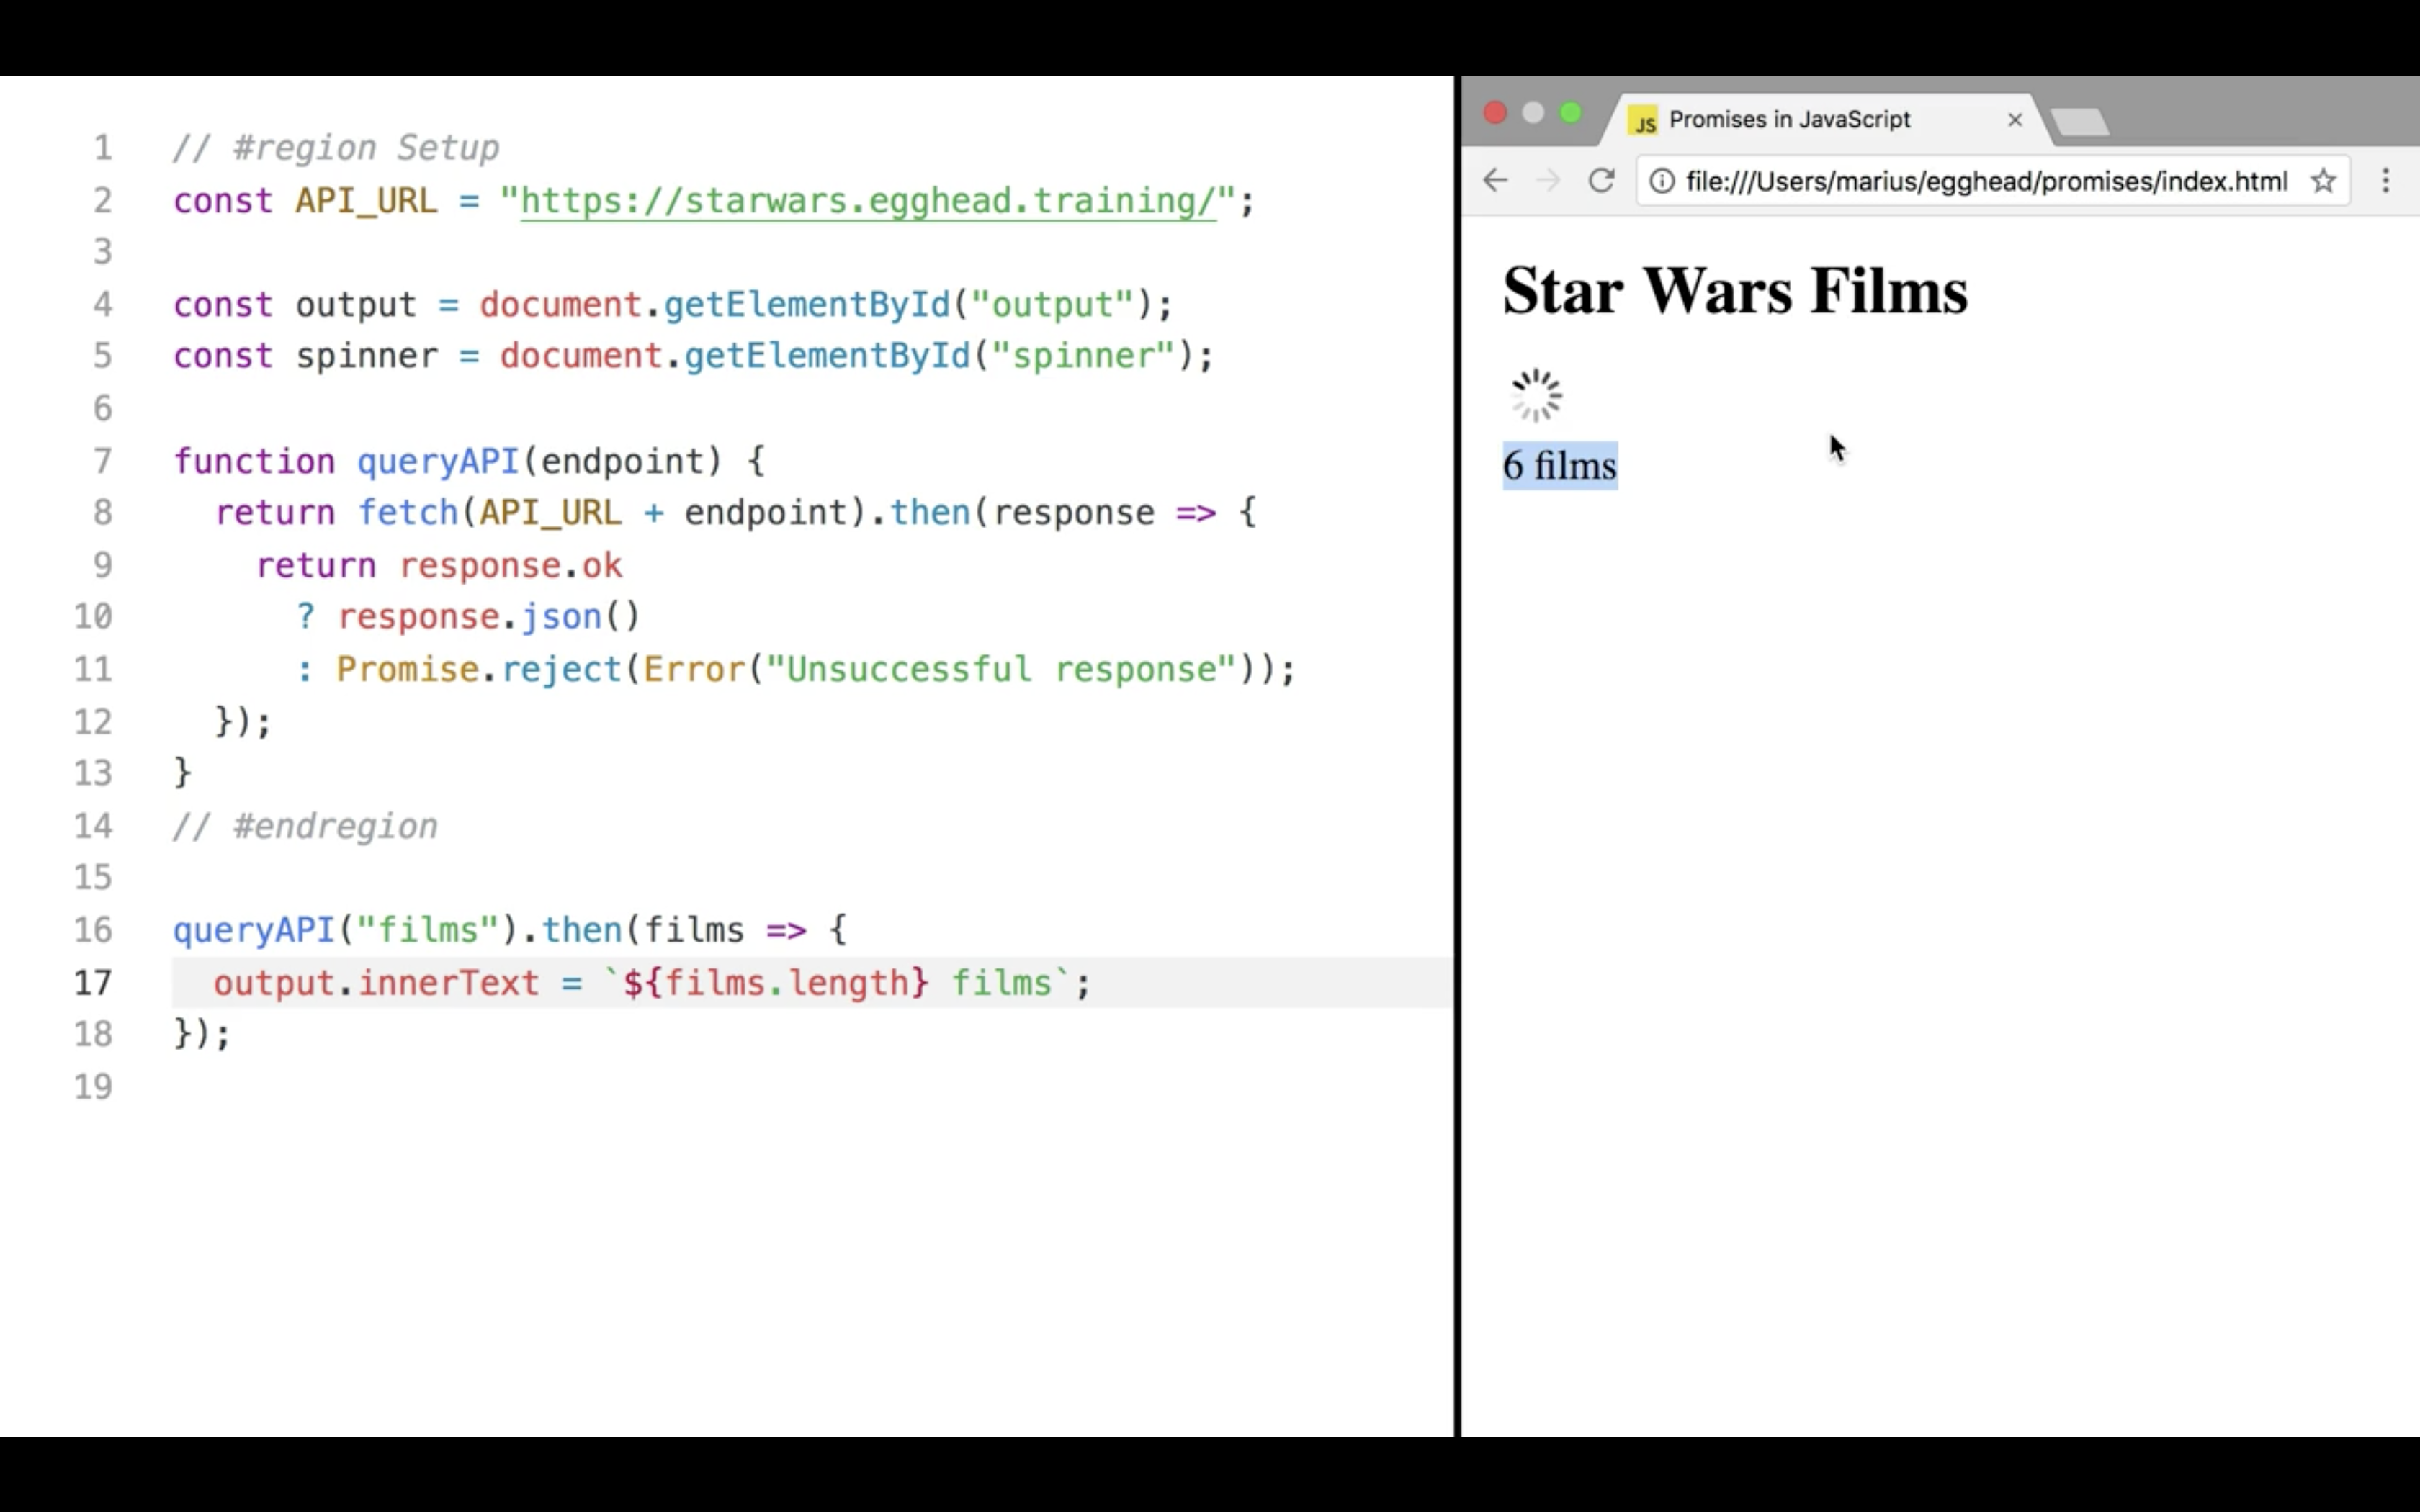 1 // #region Setup
2 const API_URL = "https://starwars.egghead.training/";
3
4 const output = document.getElementById("output");
5 const spinner = document.getElementById("spinner");
6
7 function queryAPI(endpoint) {
8   return fetch(API_URL + endpoint).then(response => {
9     return response.ok
10       ? response.json()
11       : Promise.reject(Error("Unsuccessful response"));
12   });
13 }
14 // #endregion
15
16 queryAPI("films").then(films => {
17   output.innerText = `${films.length} films`;
18 });
19
JS Promises in JavaScript
file:///Users/marius/egghead/promises/index.html
Star Wars Films
6 films